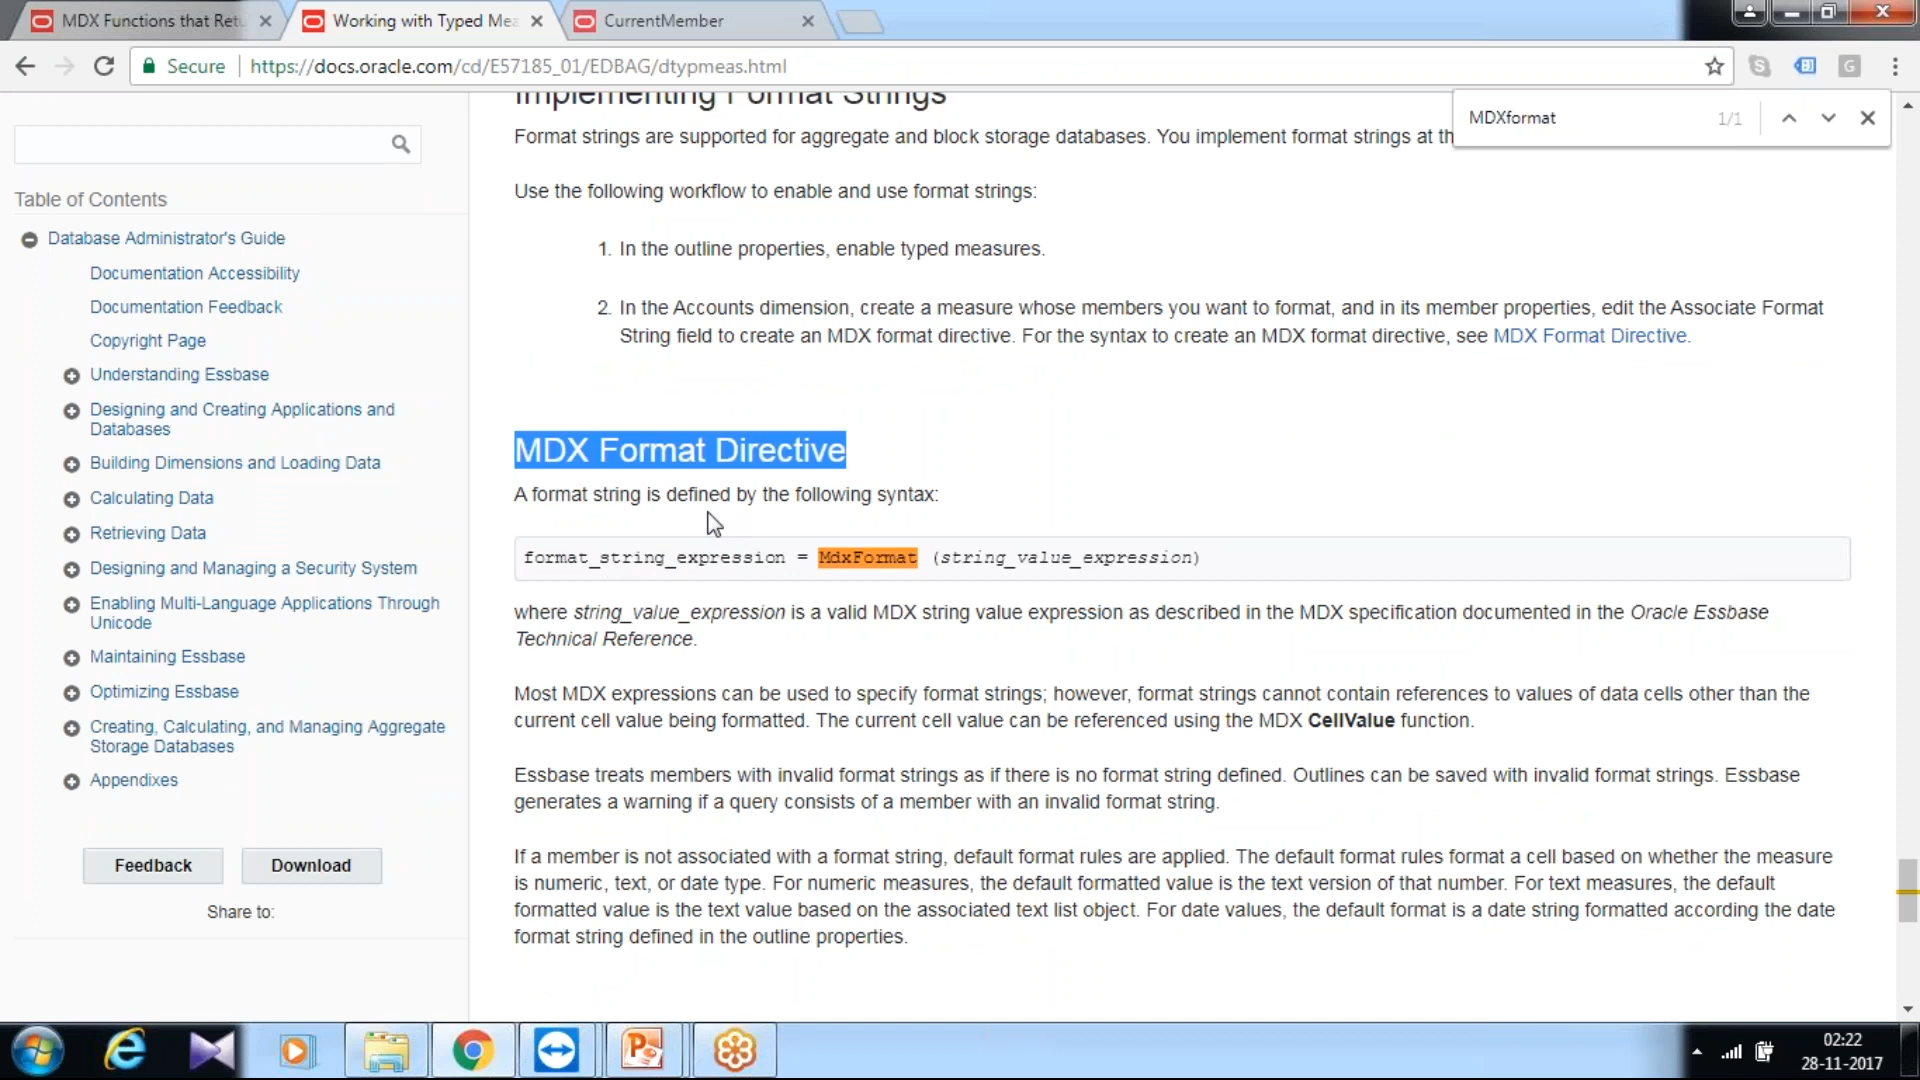 MDX Functions that Retu
Working with Typed Mea
CurrentMember
Secure
https://docs.oracle.com/cd/E57185_01/EDBAG/dtypmeas.html
G
MDXformat
1/1
Table of Contents
Database Administrator's Guide
Documentation Accessibility
Documentation Feedback
Copyright Page
Understanding Essbase
Designing and Creating Applications and
Databases
Building Dimensions and Loading Data
Calculating Data
Retrieving Data
Designing and Managing a Security System
Enabling Multi-Language Applications Through
Unicode
Maintaining Essbase
Optimizing Essbase
Creating, Calculating, and Managing Aggregate
Storage Databases
Appendixes
Feedback
Download
Share to:
Implementing Format Strings
Format strings are supported for aggregate and block storage databases. You implement format strings at th
Use the following workflow to enable and use format strings:
1. In the outline properties, enable typed measures.
2. In the Accounts dimension, create a measure whose members you want to format, and in its member properties, edit the Associate Format
String field to create an MDX format directive. For the syntax to create an MDX format directive, see MDX Format Directive.
MDX Format Directive
A format string is defined by the following syntax:
format_string_expression = MdxFormat (string_value_expression)
where string_value_expression is a valid MDX string value expression as described in the MDX specification documented in the Oracle Essbase
Technical Reference.
Most MDX expressions can be used to specify format strings; however, format strings cannot contain references to values of data cells other than the
current cell value being formatted. The current cell value can be referenced using the MDX CellValue function.
Essbase treats members with invalid format strings as if there is no format string defined. Outlines can be saved with invalid format strings. Essbase
generates a warning if a query consists of a member with an invalid format string.
If a member is not associated with a format string, default format rules are applied. The default format rules format a cell based on whether the measure
is numeric, text, or date type. For numeric measures, the default formatted value is the text version of that number. For text measures, the default
formatted value is the text value based on the associated text list object. For date values, the default format is a date string formatted according the date
format string defined in the outline properties.
02:22
28-11-2017